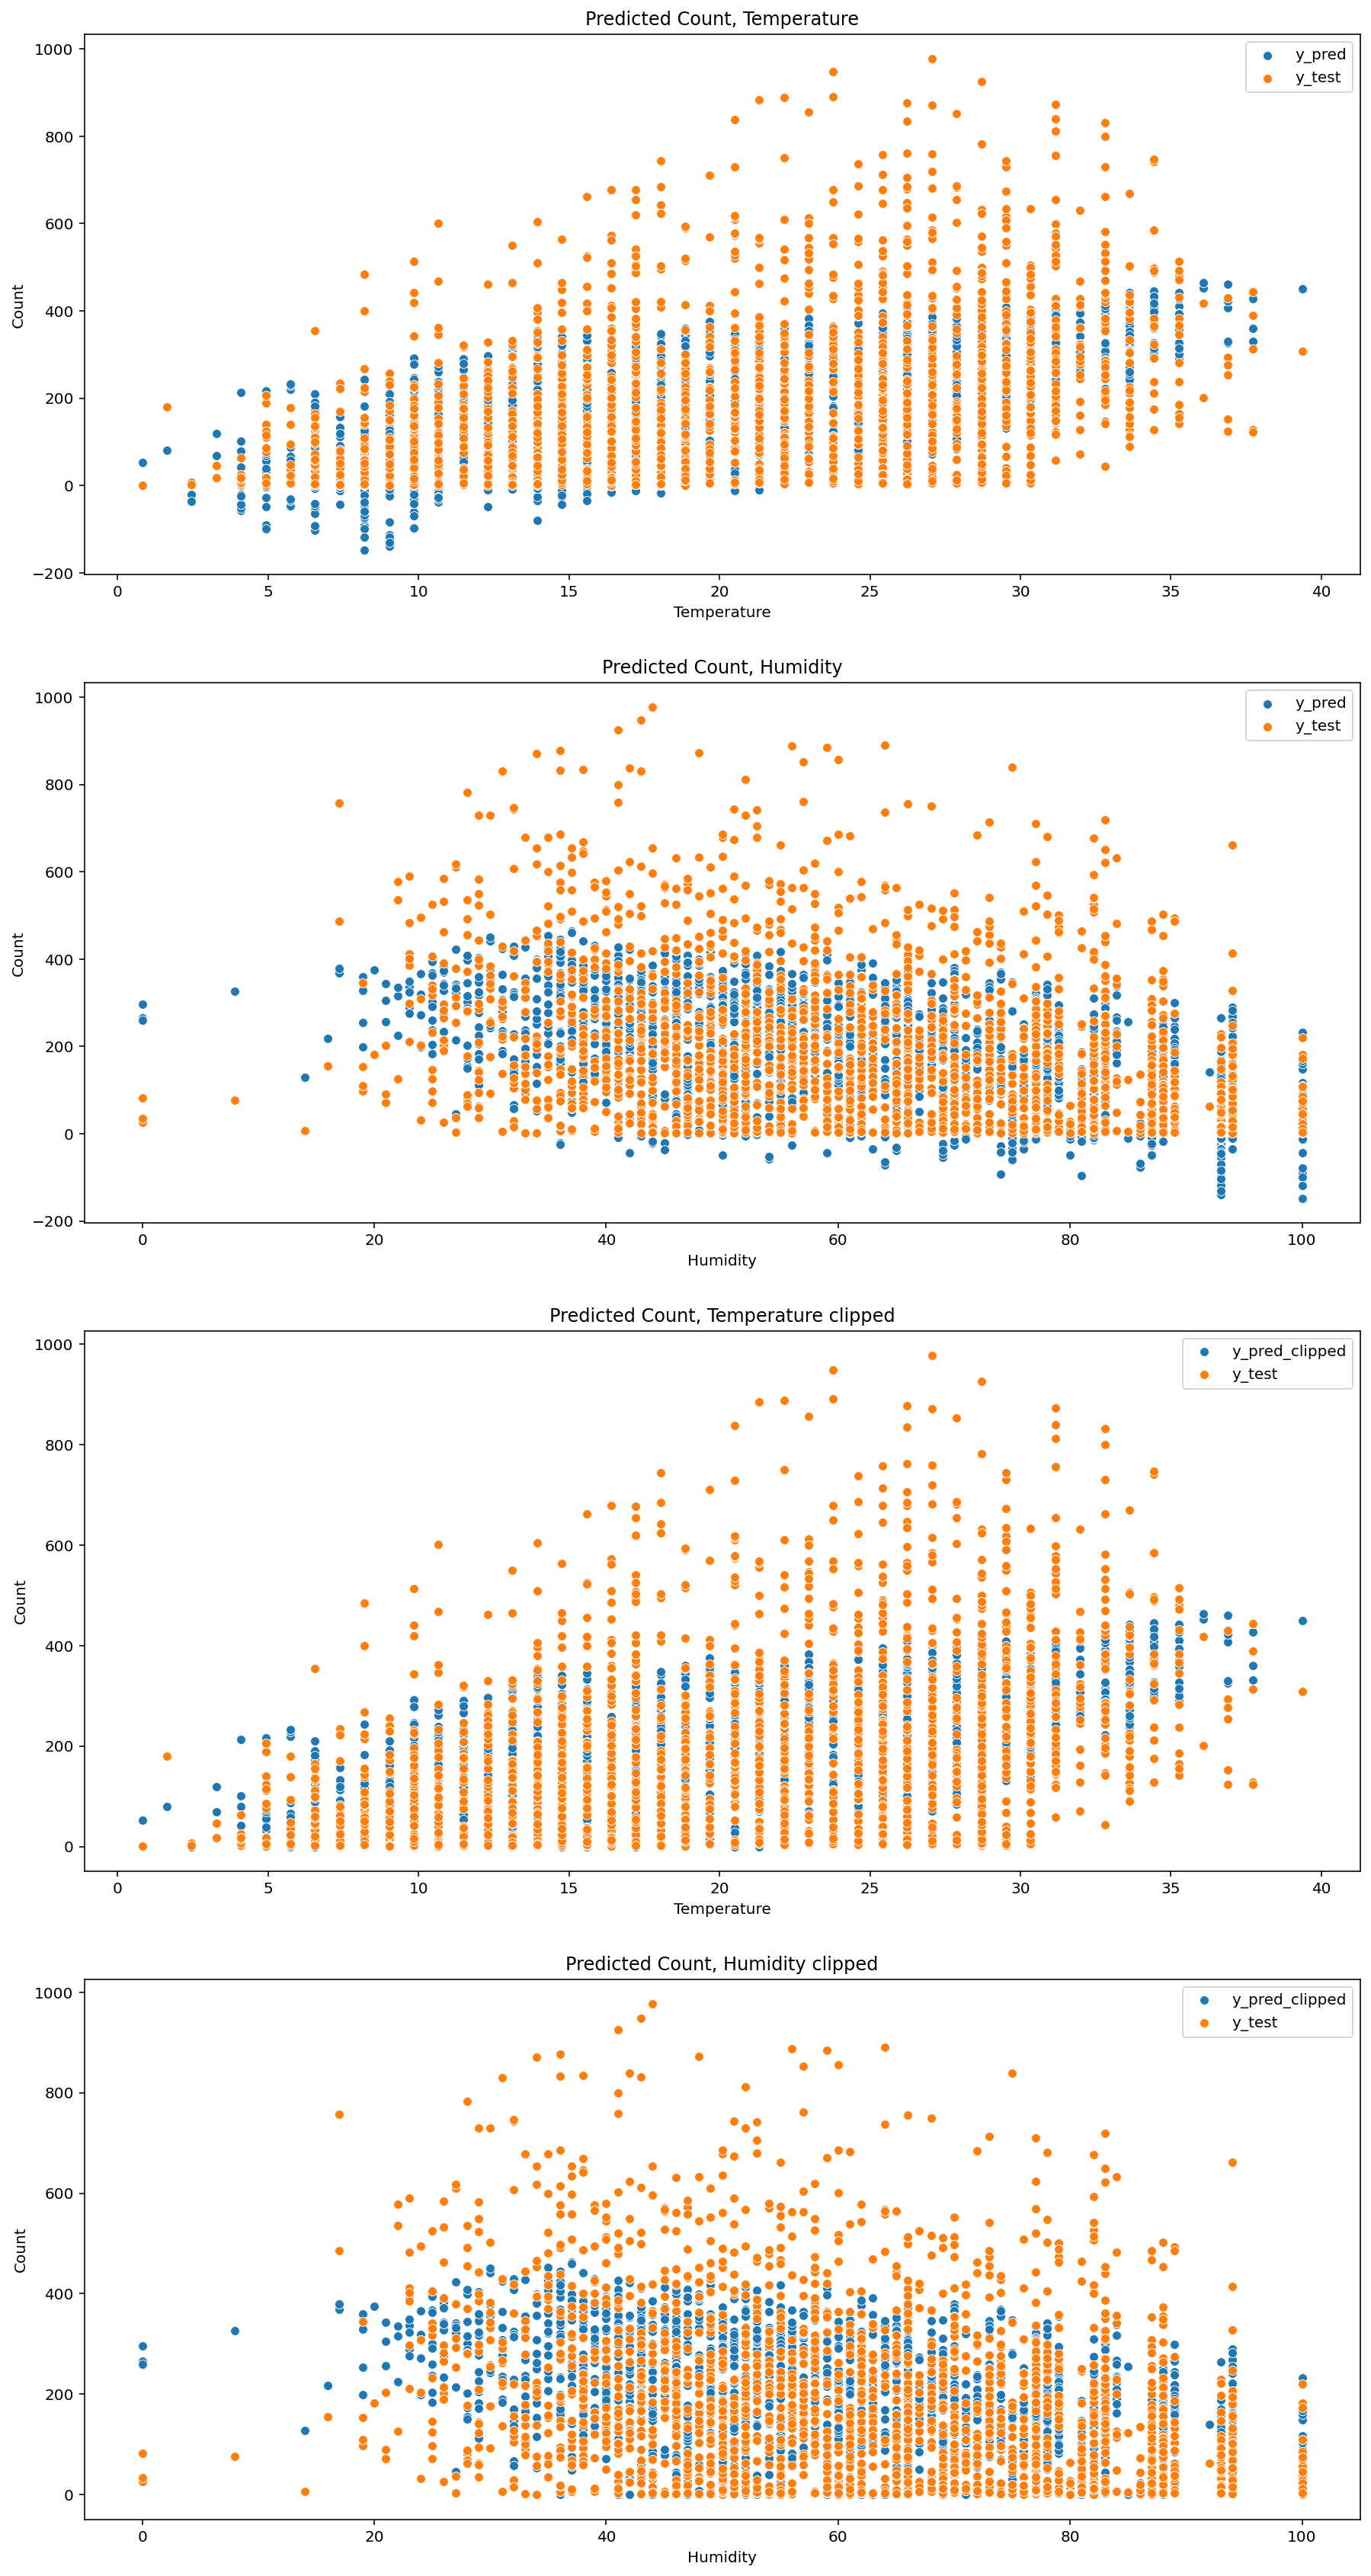 Predicted Count, Temperature
y_pred
y_test
1000
800
600
400
200
0
−200
Count
0 5 10 15 20 25 30 35 40
Temperature
Predicted Count, Humidity
y_pred
y_test
1000
800
600
400
200
0
−200
Count
0 20 40 60 80 100
Humidity
Predicted Count, Temperature clipped
y_pred_clipped
y_test
1000
800
600
400
200
0
Count
0 5 10 15 20 25 30 35 40
Temperature
Predicted Count, Humidity clipped
y_pred_clipped
y_test
1000
800
600
400
200
0
Count
0 20 40 60 80 100
Humidity